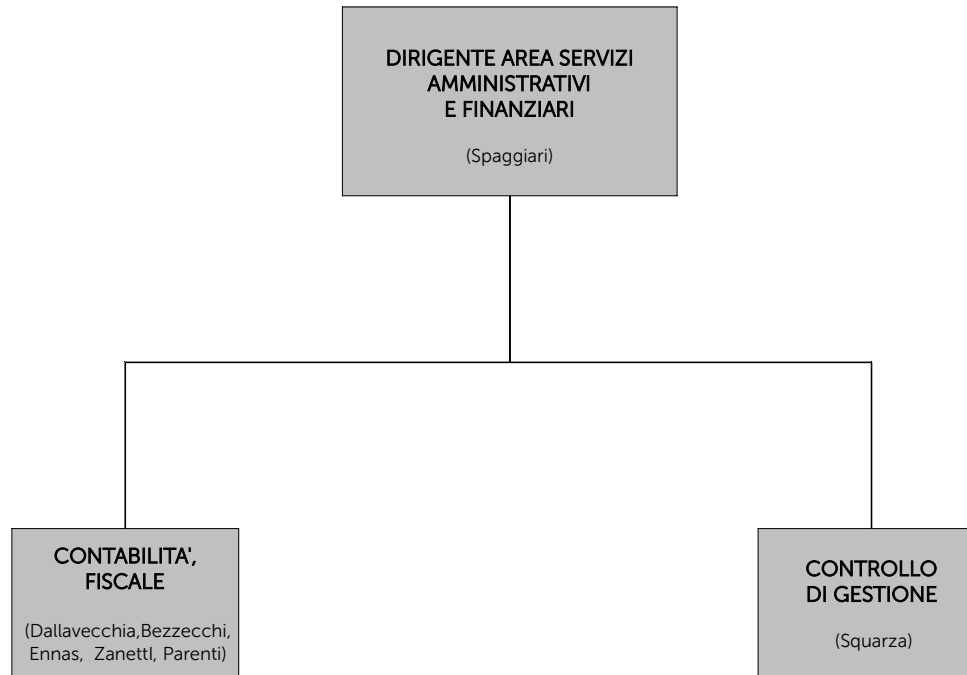 DIRIGENTE AREA SERVIZI
AMMINISTRATIVI
E FINANZIARI
(Spaggiari)
CONTABILITA',
FISCALE
(Dallavecchia,Bezzecchi,
Ennas, ZanettI, Parenti)
CONTROLLO
DI GESTIONE
(Squarza)